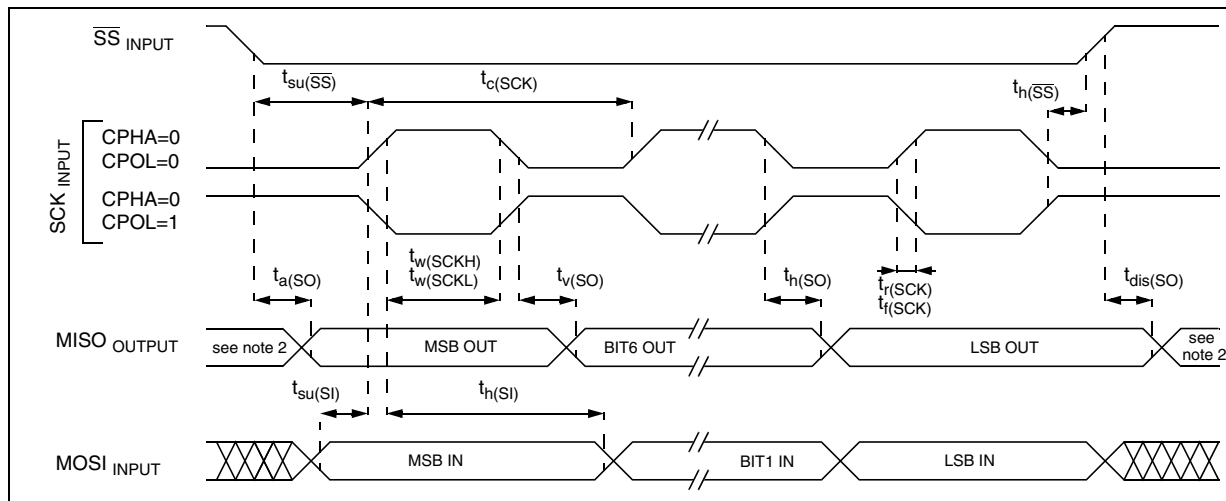 SS INPUT
tsu(SS)
tc(SCK)
th(SS)
SCK INPUT
CPHA=0
CPOL=0
CPHA=0
CPOL=1
ta(SO)
tw(SCKH)
tw(SCKL)
tv(SO)
th(SO)
tr(SCK)
tf(SCK)
tdis(SO)
MISO OUTPUT
see note 2
MSB OUT
BIT6 OUT
LSB OUT
see
note 2
tsu(SI)
th(SI)
MOSI INPUT
MSB IN
BIT1 IN
LSB IN